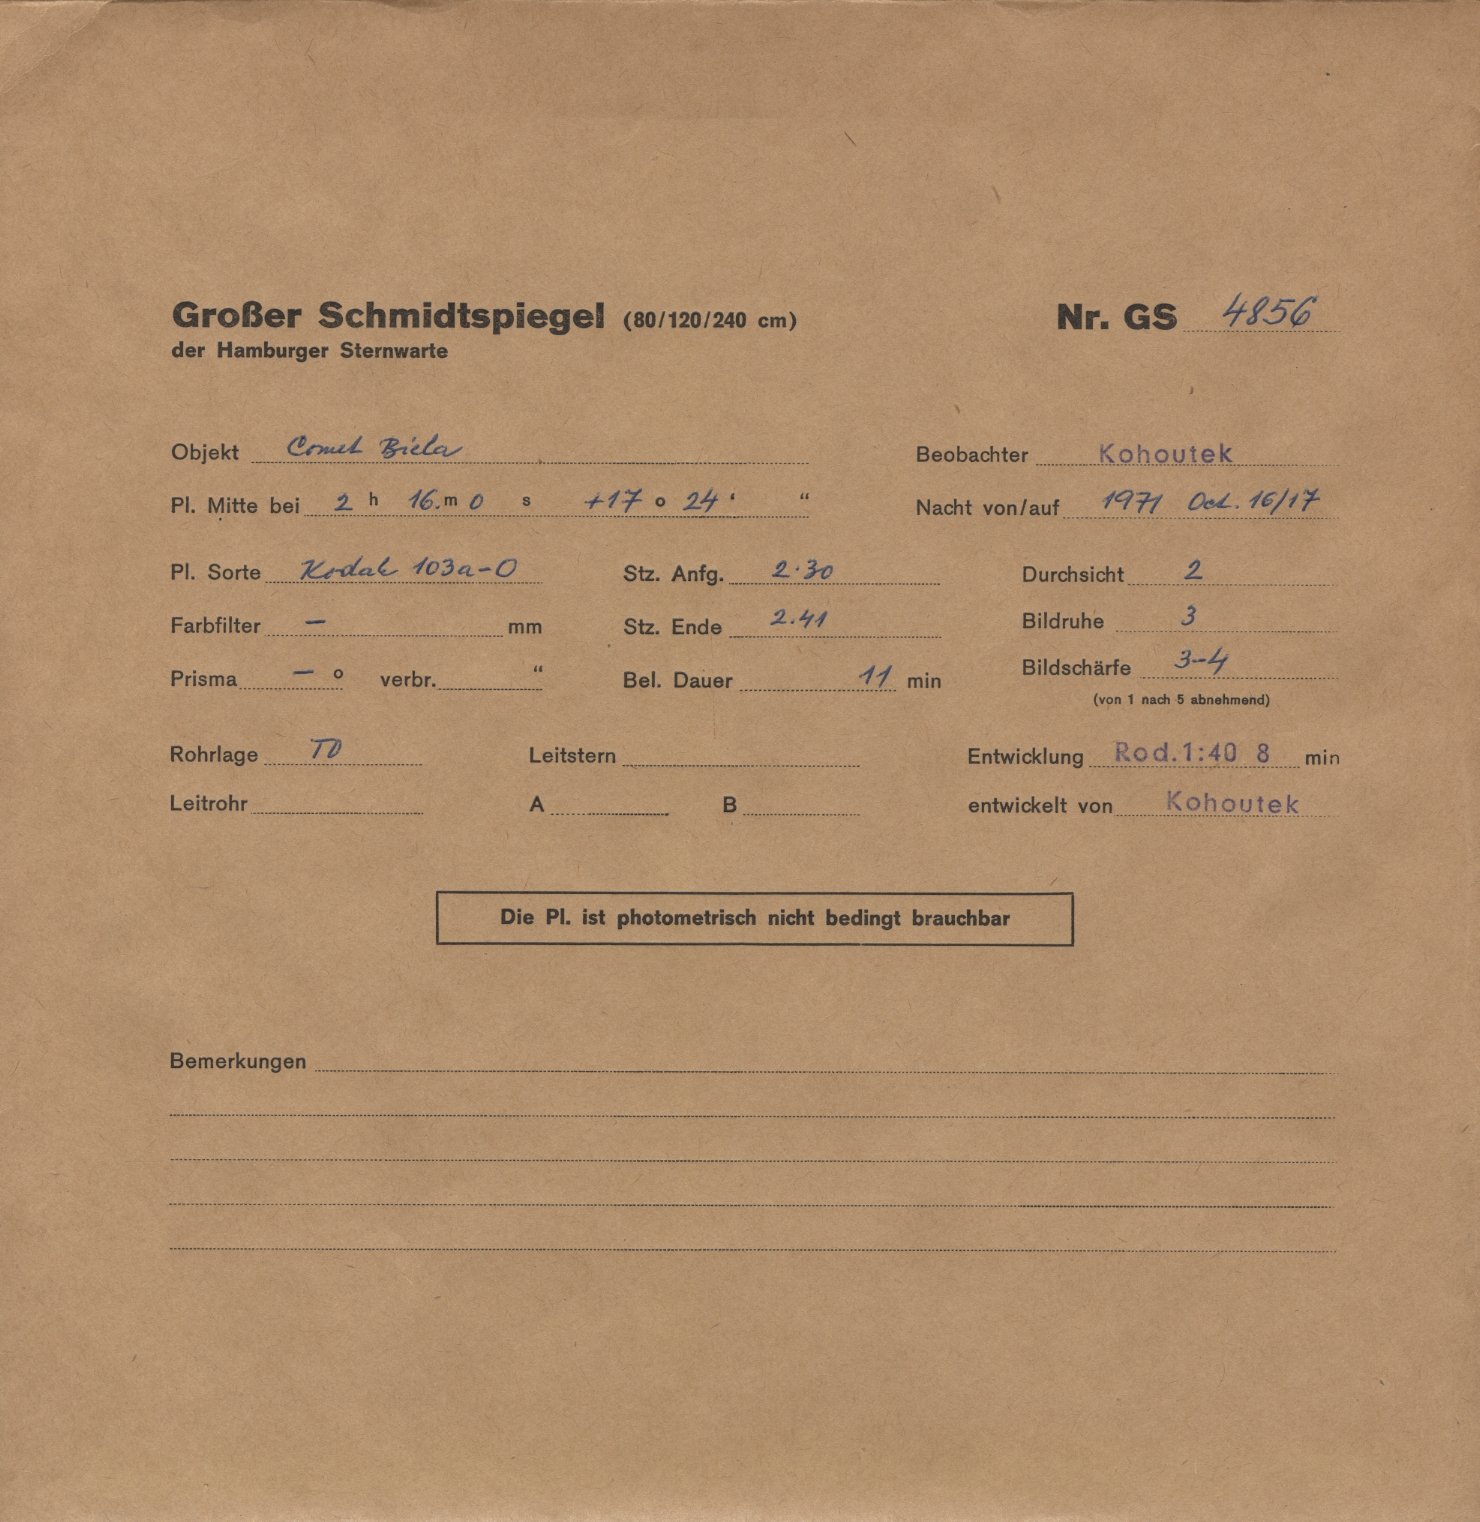 Großer Schmidtspiegel (80/120/240 cm) Nr. GS 4856
der Hamburger Sternwarte
Objekt Comet Biela Beobachter Kohoutek
Pl. Mitte bei 2 h 16. m 0 s +17 o 24 ' “ Nacht von/auf 1971 Oct. 16/17
Pl. Sorte Kodak 103a-O Stz. Anfg. 2.30 Durchsicht 2
Farbfilter — mm Stz. Ende 2.41 Bildruhe 3
Prisma — o verbr. “ Bel. Dauer 11 min Bildschärfe 3-4
(von 1 nach 5 abnehmend)
Rohrlage TO Leitstern Entwicklung Rod.1:40 8 min
Leitrohr A B entwickelt von Kohoutek
Die Pl. ist photometrisch nicht bedingt brauchbar
Bemerkungen